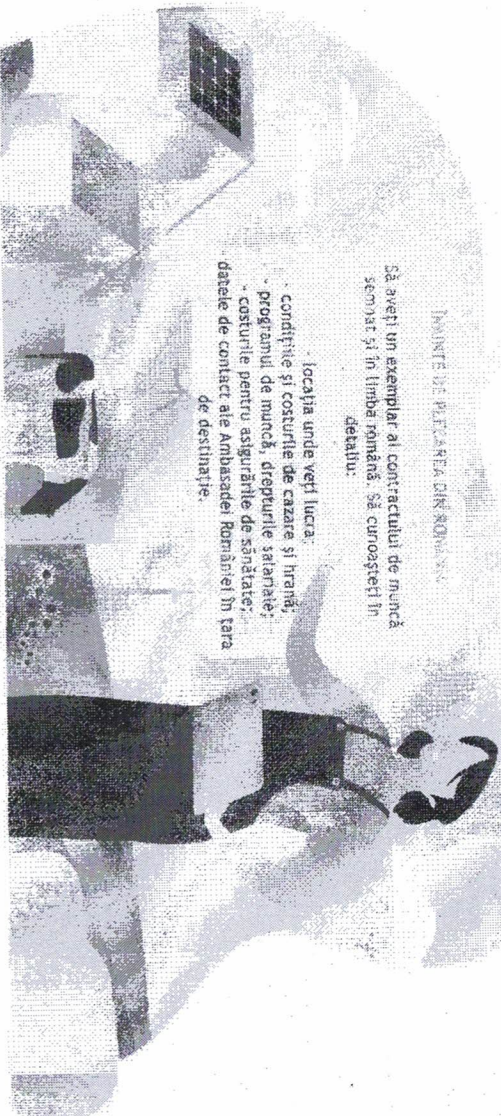 ÎNAINTE DE PLECAREA DIN ROMÂNIA
Să aveți un exemplar al contractului de muncă
semnat și în limba română. Să cunoașteți în
detaliu:
- locația unde veți lucra;
- condițiile și costurile de cazare și hrană;
- programul de muncă, drepturile salariale;
- costurile pentru asigurările de sănătate;
datele de contact ale Ambasadei României în țara
de destinație.